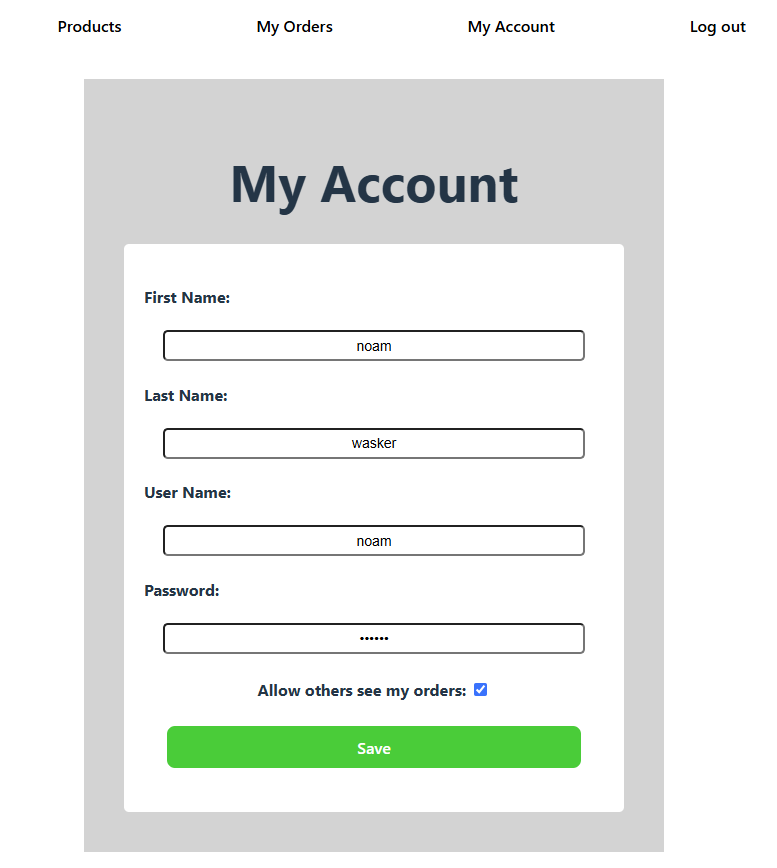 Products My Orders My Account Log out
My Account
First Name:
noam
Last Name:
wasker
User Name:
noam
Password:
••••••
Allow others see my orders:
Save